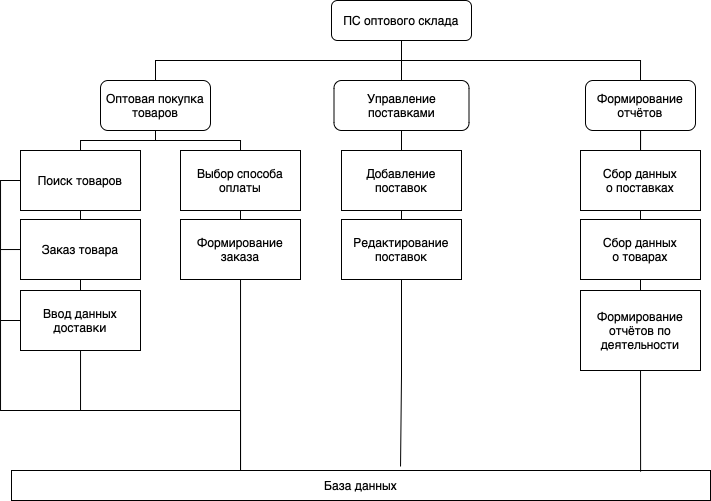 ПС оптового склада
Оптовая покупка
товаров
Управление
поставками
Формирование
отчётов
Поиск товаров
Выбор способа
оплаты
Добавление
поставок
Сбор данных
о поставках
Заказ товара
Формирование
заказа
Редактирование
поставок
Сбор данных
о товарах
Ввод данных
доставки
Формирование
отчётов по
деятельности
База данных